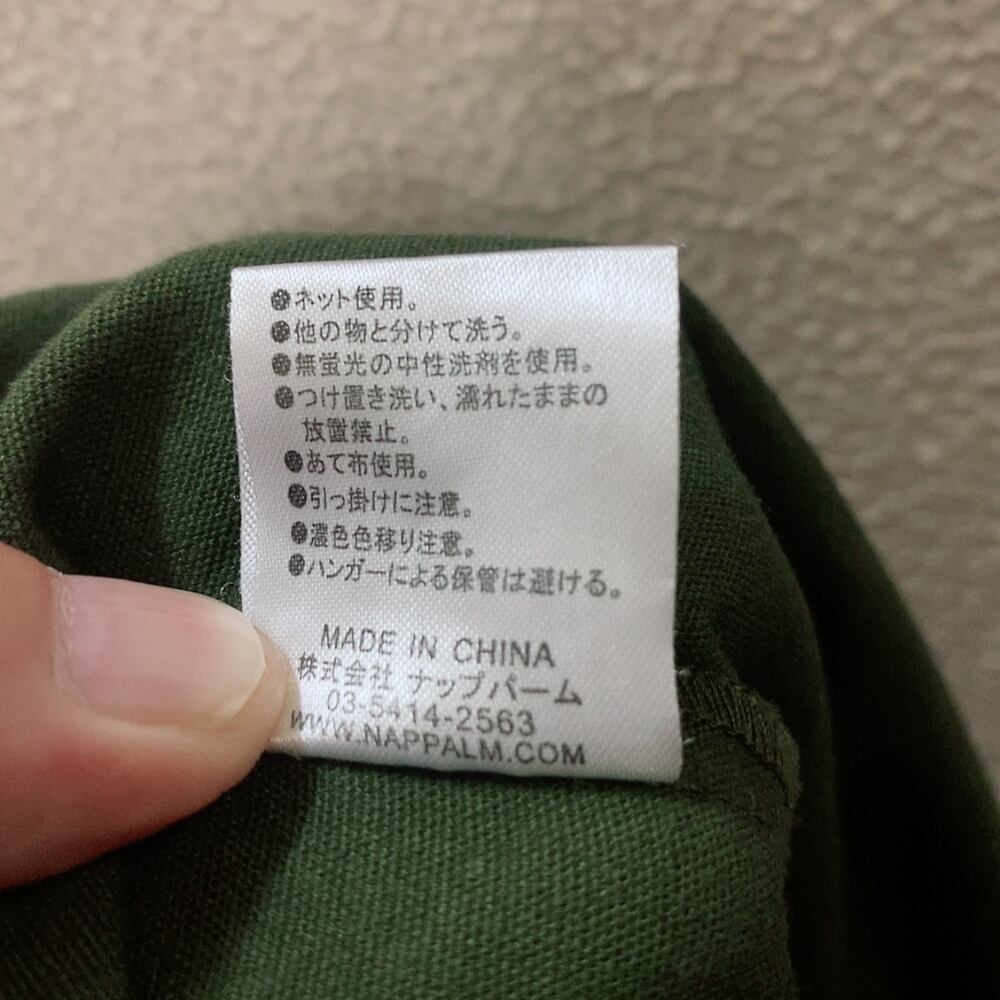 ●ネット使用。
●他の物と分けて洗う。
●無蛍光の中性洗剤を使用。
●つけ置き洗い、濡れたままの
放置禁止。
●あて布使用。
●引っ掛けに注意。
●濃色色移り注意。
●ハンガーによる保管は避ける。
MADE IN CHINA
株式会社 ナップパーム
03-5414-2563
WWW.NAPPALM.COM